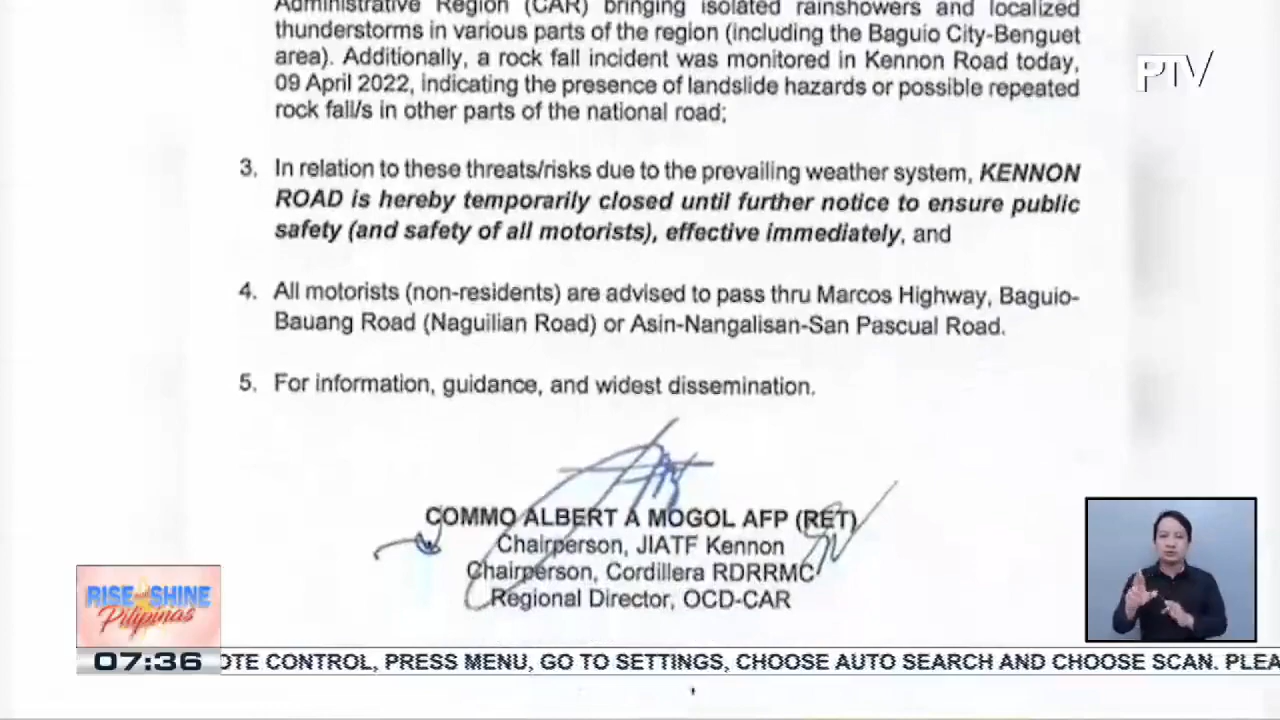 Administrative Region (CAR) bringing isolated rainshowers and localized
thunderstorms in various parts of the region (including the Baguio City-Benguet
area). Additionally, a rock fall incident was monitored in Kennon Road today,
09 April 2022, indicating the presence of landslide hazards or possible repeated
rock fall/s in other parts of the national road;
PTV
3. In relation to these threats/risks due to the prevailing weather system, KENNON
ROAD is hereby temporarily closed until further notice to ensure public
safety (and safety of all motorists), effective immediately, and
4. All motorists (non-residents) are advised to pass thru Marcos Highway, Baguio-
Bauang Road (Naguilian Road) or Asin-Nangalisan-San Pascual Road.
5. For information, guidance, and widest dissemination.
COMMO ALBERT A MOGOL AFP (RET)
Chairperson, JIATF Kennon
Chairperson, Cordillera RDRRMC
Regional Director, OCD-CAR
RISE and SHINE
Pilipinas
07:36
OTE CONTROL, PRESS MENU, GO TO SETTINGS, CHOOSE AUTO SEARCH AND CHOOSE SCAN. PLEA